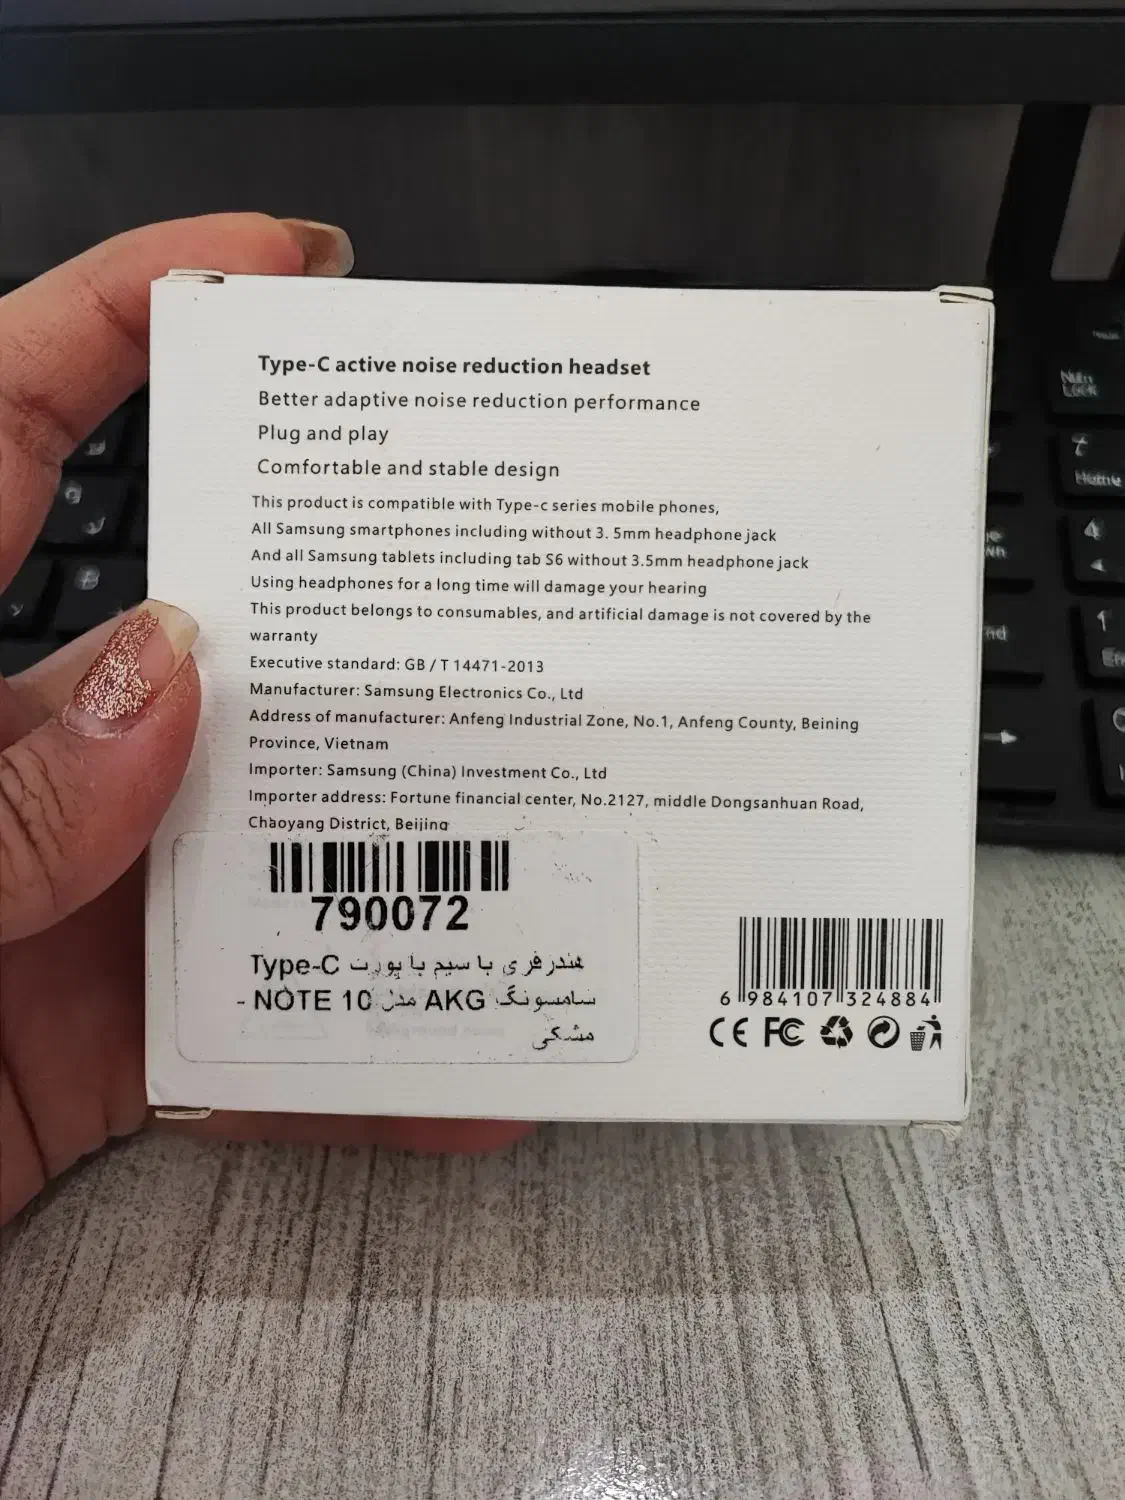 Type-C active noise reduction headset
Better adaptive noise reduction performance
Plug and play
Comfortable and stable design
This product is compatible with Type-c series mobile phones,
All Samsung smartphones including without 3. 5mm headphone jack
And all Samsung tablets including tab S6 without 3.5mm headphone jack
Using headphones for a long time will damage your hearing
This product belongs to consumables, and artificial damage is not covered by the
warranty
Executive standard: GB / T 14471-2013
Manufacturer: Samsung Electronics Co., Ltd
Address of manufacturer: Anfeng Industrial Zone, No.1, Anfeng County, Beining
Province, Vietnam
Importer: Samsung (China) Investment Co., Ltd
Importer address: Fortune financial center, No.2127, middle Dongsanhuan Road,
Chaoyang District, Beijing
790072
هندزفری با سیم با پورت Type-C
سامسونگ AKG مدل NOTE 10 -
مشکی
6 984107 324884
CE FC
Num
Lock
7
Home
4
1